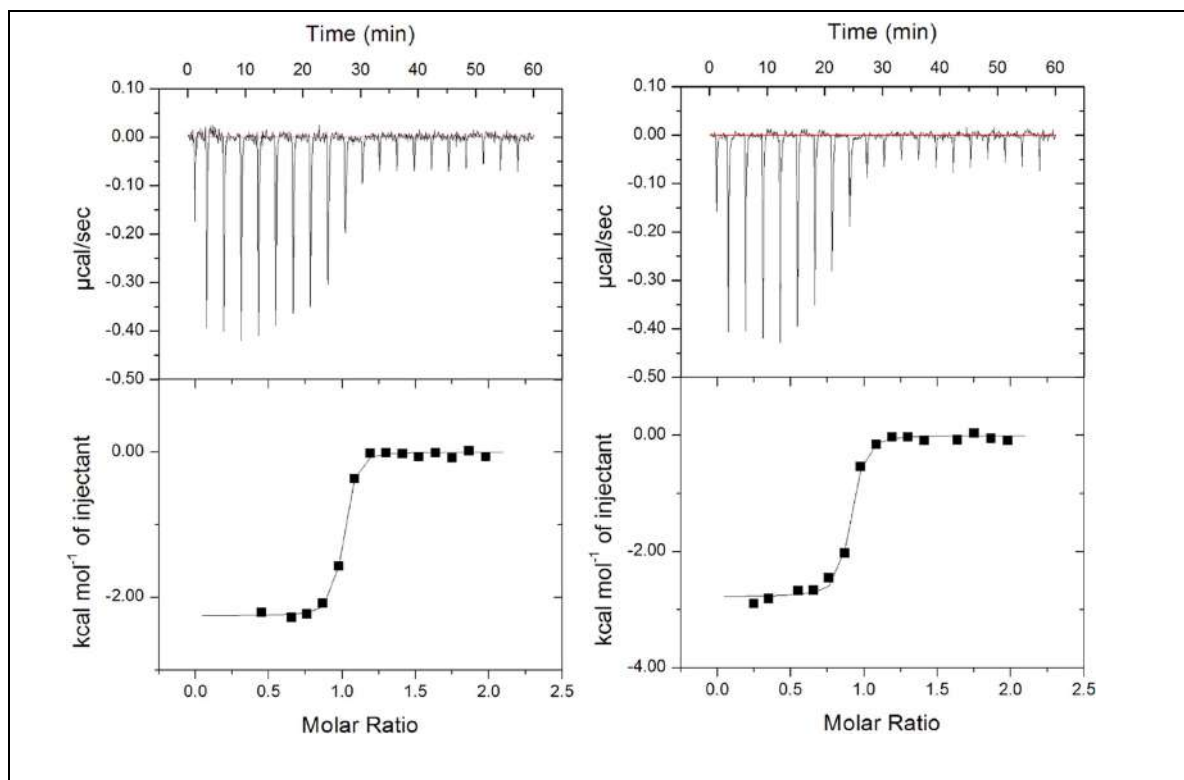 Time (min)
0 10 20 30 40 50 60
0.10
0.00
-0.10
-0.20
-0.30
-0.40
-0.50
µcal/sec
0.00
-2.00
kcal mol⁻¹ of injectant
0.0 0.5 1.0 1.5 2.0 2.5
Molar Ratio
Time (min)
0 10 20 30 40 50 60
0.10
0.00
-0.10
-0.20
-0.30
-0.40
-0.50
µcal/sec
0.00
-2.00
-4.00
kcal mol⁻¹ of injectant
0.0 0.5 1.0 1.5 2.0 2.5
Molar Ratio